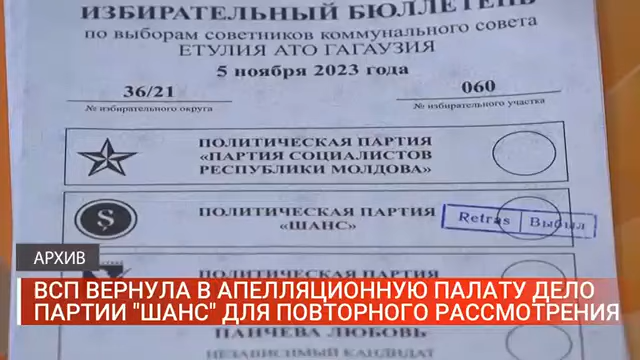 ИЗБИРАТЕЛЬНЫЙ БЮЛЛЕТЕНЬ
по выборам советников коммунального совета
ЕТУЛИЯ АТО ГАГАУЗИЯ
5 ноября 2023 года
36/21
060
№ избирательного округа
№ избирательного участка
ПОЛИТИЧЕСКАЯ ПАРТИЯ
«ПАРТИЯ СОЦИАЛИСТОВ
РЕСПУБЛИКИ МОЛДОВА»
Ș
ПОЛИТИЧЕСКАЯ ПАРТИЯ
«ШАНС»
Retras Выбыл
ПОЛИТИЧЕСКАЯ ПАРТИЯ
АРХИВ
ВСП ВЕРНУЛА В АПЕЛЛЯЦИОННУЮ ПАЛАТУ ДЕЛО
ПАРТИИ "ШАНС" ДЛЯ ПОВТОРНОГО РАССМОТРЕНИЯ
ПАНЧЕВА ЛЮБОВЬ
НЕЗАВИСИМЫЙ КАНДИДАТ